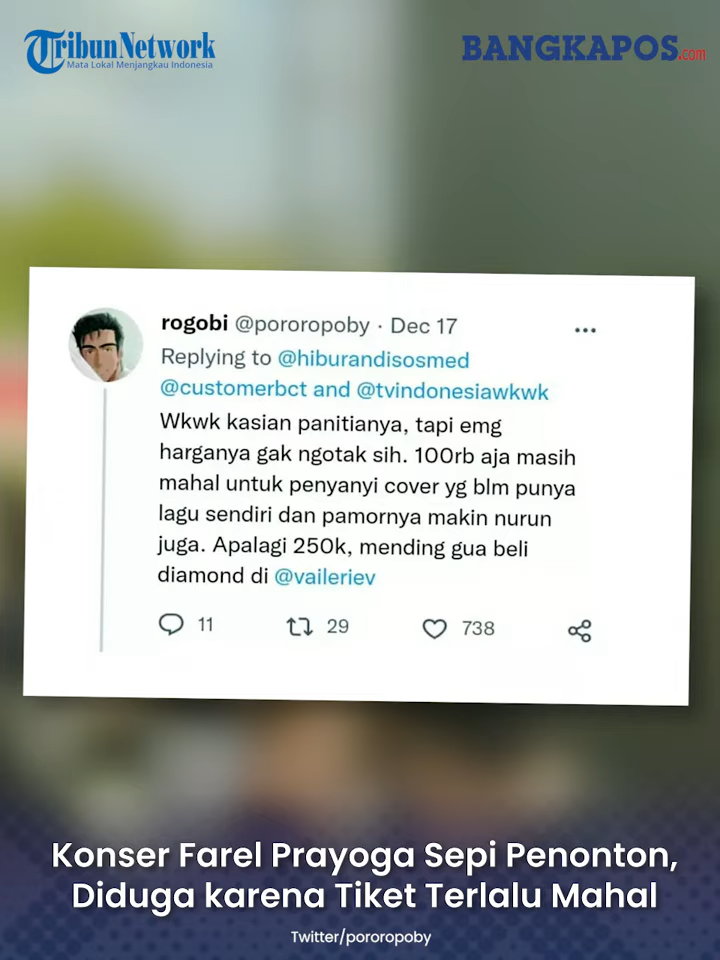 TribunNetwork
Mata Lokal Menjangkau Indonesia
BANGKAPOS.com
rogobi @pororopoby · Dec 17
Replying to @hiburandisosmed
@customerbct and @tvindonesiawkwk
Wkwk kasian panitianya, tapi emg
harganya gak ngotak sih. 100rb aja masih
mahal untuk penyanyi cover yg blm punya
lagu sendiri dan pamornya makin nurun
juga. Apalagi 250k, mending gua beli
diamond di @vaileriev
11 29 738
Konser Farel Prayoga Sepi Penonton,
Diduga karena Tiket Terlalu Mahal
Twitter/pororopoby